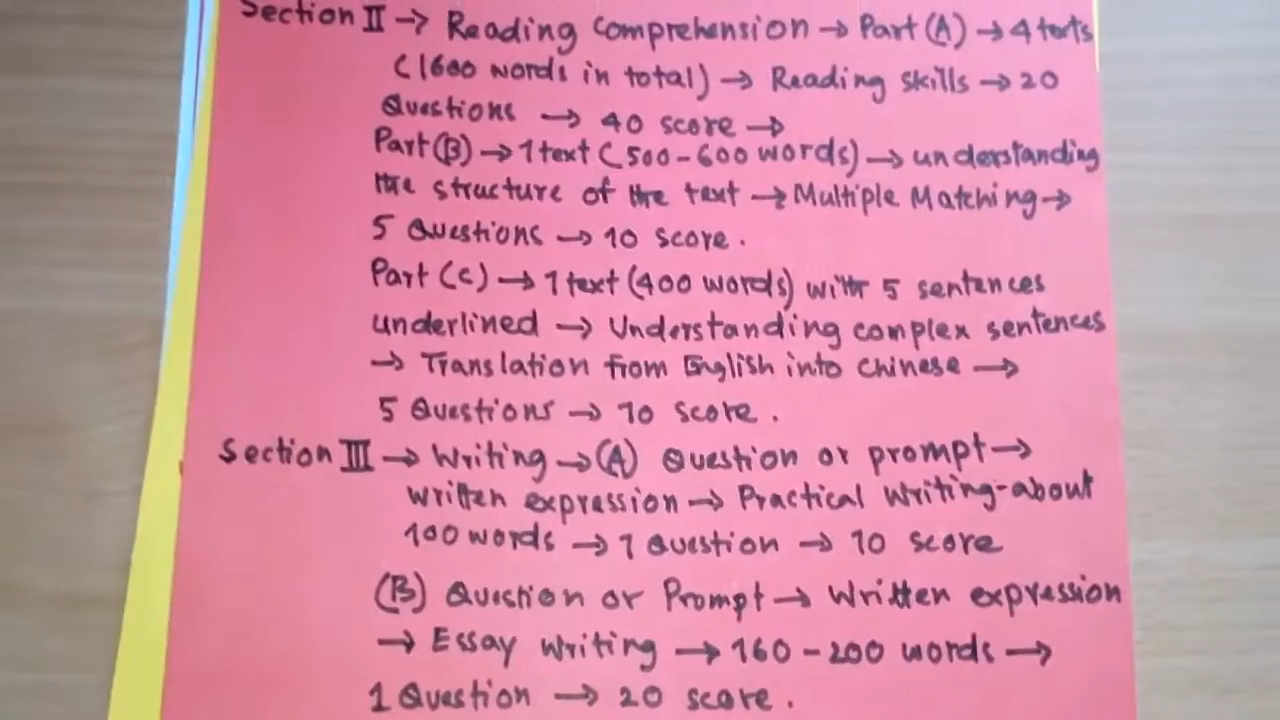 Section II → Reading Comprehension → Part (A) → 4 texts
(1600 words in total) → Reading skills → 20
Questions → 40 score →
Part (B) → 1 text (500-600 words) → understanding
the structure of the text → Multiple Matching →
5 Questions → 10 score.
Part (C) → 1 text (400 words) with 5 sentences
underlined → Understanding complex sentences
→ Translation from English into Chinese →
5 Questions → 10 score.
Section III → Writing → (A) Question or prompt →
written expression → Practical Writing-about
100 words → 1 Question → 10 score
(B) Question or Prompt → Written expression
→ Essay Writing → 160-200 words →
1 Question → 20 score.